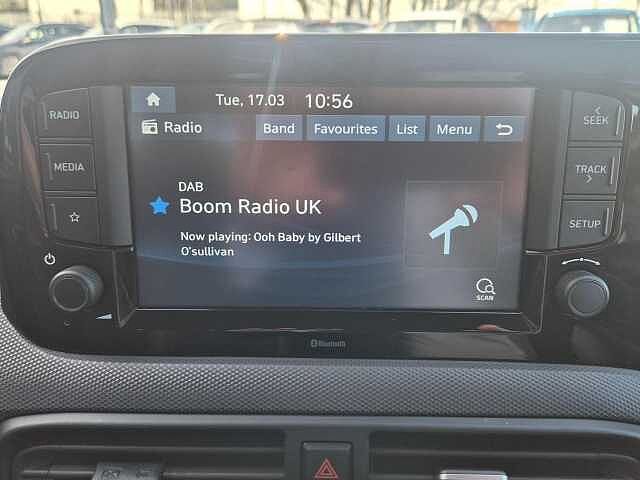 Tue, 17.03 10:56
RADIO
Radio
Band Favourites List Menu
SEEK
MEDIA
TRACK
DAB
Boom Radio UK
SETUP
Now playing: Ooh Baby by Gilbert
O'sullivan
SCAN
Bluetooth